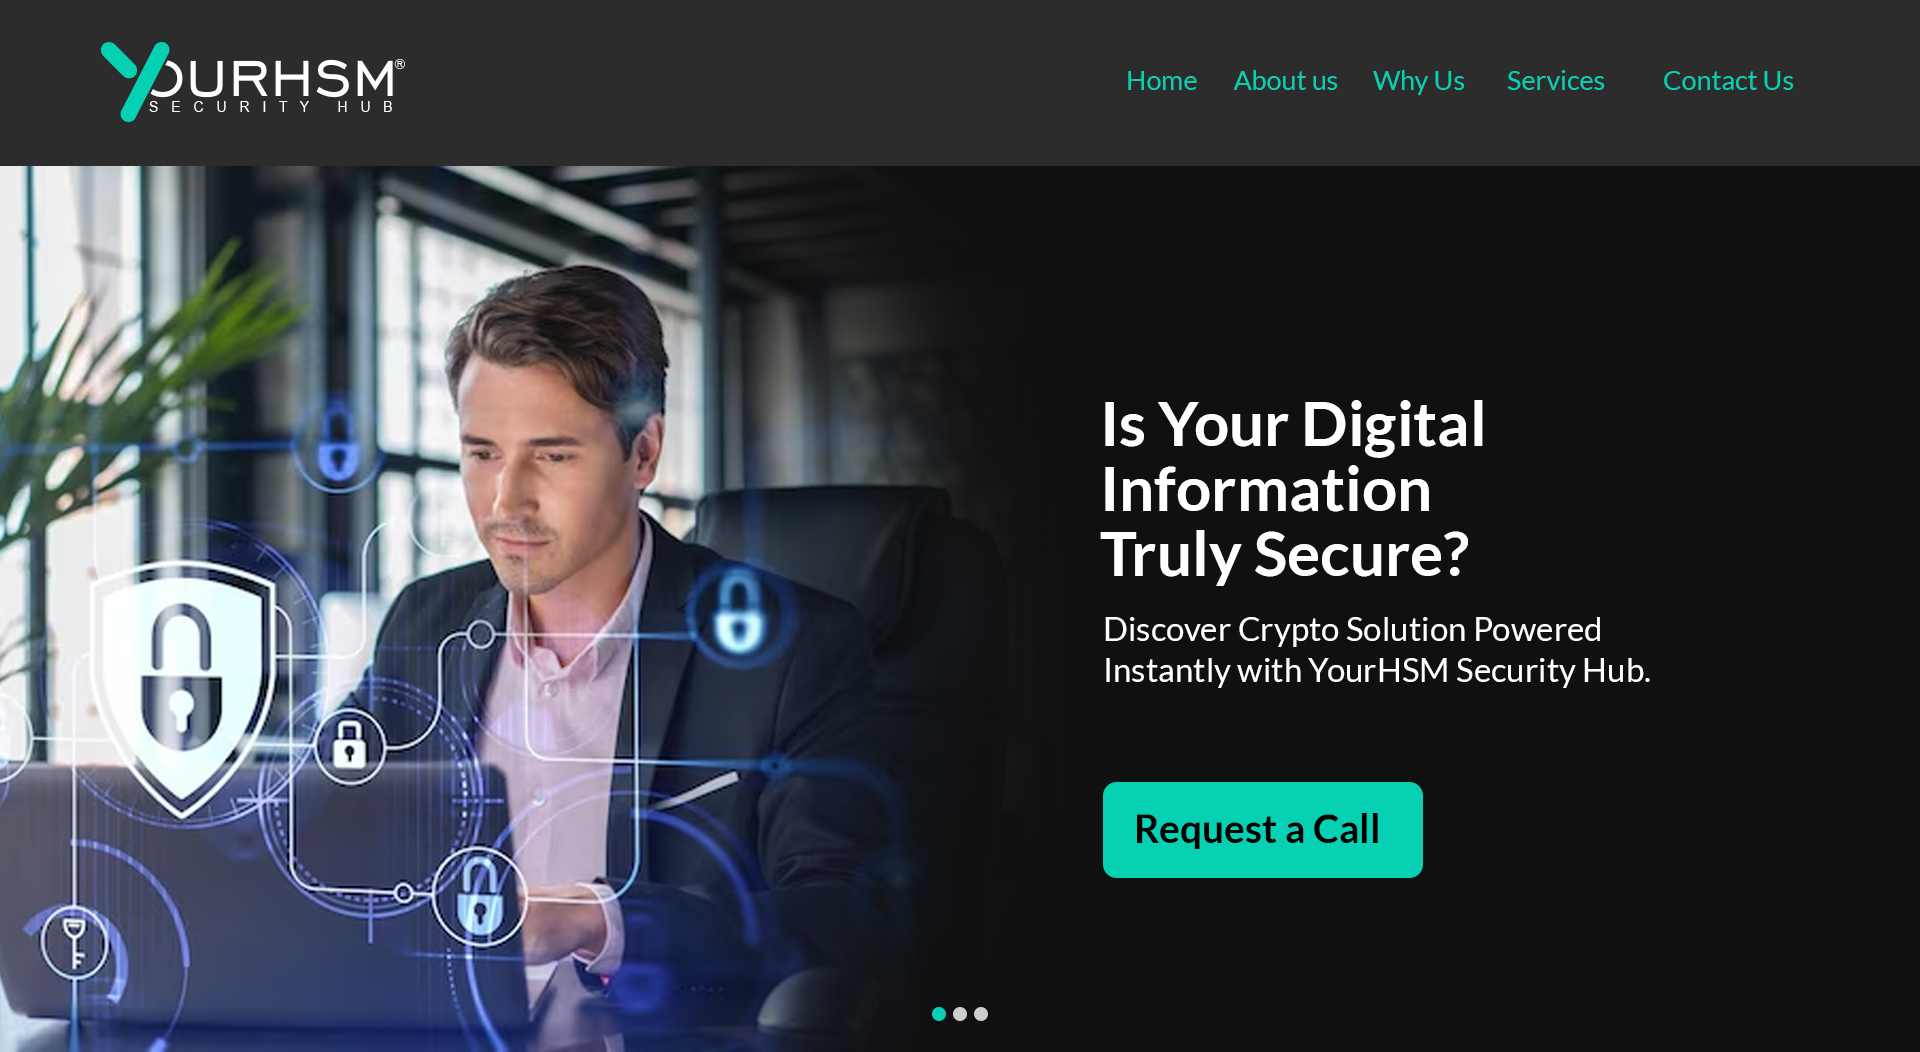 YOURHSM®
SECURITY HUB
Home About us Why Us Services Contact Us
Is Your Digital
Information
Truly Secure?
Discover Crypto Solution Powered
Instantly with YourHSM Security Hub.
Request a Call